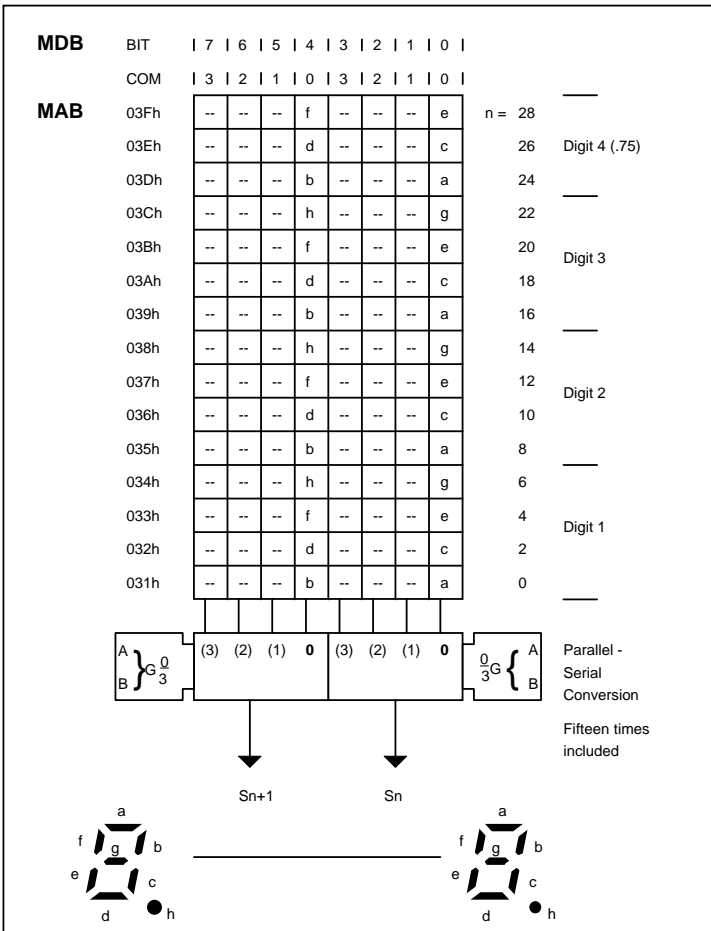 MDB BIT | 7 | 6 | 5 | 4 | 3 | 2 | 1 | 0 |
COM | 3 | 2 | 1 | 0 | 3 | 2 | 1 | 0 |
MAB 03Fh -- -- -- f -- -- -- e n = 28
03Eh -- -- -- d -- -- -- c 26 Digit 4 (.75)
03Dh -- -- -- b -- -- -- a 24
03Ch -- -- -- h -- -- -- g 22
03Bh -- -- -- f -- -- -- e 20
Digit 3
03Ah -- -- -- d -- -- -- c 18
039h -- -- -- b -- -- -- a 16
038h -- -- -- h -- -- -- g 14
037h -- -- -- f -- -- -- e 12
Digit 2
036h -- -- -- d -- -- -- c 10
035h -- -- -- b -- -- -- a 8
034h -- -- -- h -- -- -- g 6
033h -- -- -- f -- -- -- e 4
Digit 1
032h -- -- -- d -- -- -- c 2
031h -- -- -- b -- -- -- a 0
A (3) (2) (1) 0 (3) (2) (1) 0 A Parallel -
} G 0/3 0/3 G { Serial
B B Conversion
Fifteen times
included
Sn+1 Sn
a a
f g b f g b
e c e c
d h d h